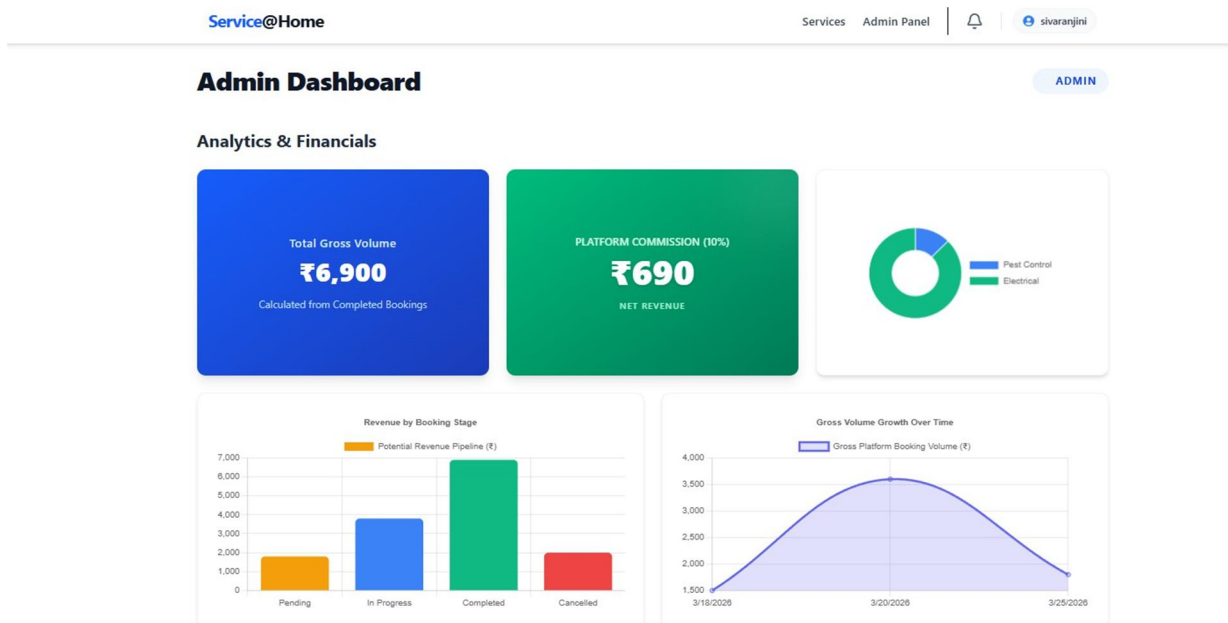 Service@Home
Services
Admin Panel
sivaranjini
Admin Dashboard
ADMIN
Analytics & Financials
Total Gross Volume
₹6,900
Calculated from Completed Bookings
PLATFORM COMMISSION (10%)
₹690
NET REVENUE
Pest Control
Electrical
Revenue by Booking Stage
Potential Revenue Pipeline (₹)
7,000
6,000
5,000
4,000
3,000
2,000
1,000
0
Pending
In Progress
Completed
Cancelled
Gross Volume Growth Over Time
Gross Platform Booking Volume (₹)
4,000
3,500
3,000
2,500
2,000
1,500
3/18/2026
3/20/2026
3/25/2026